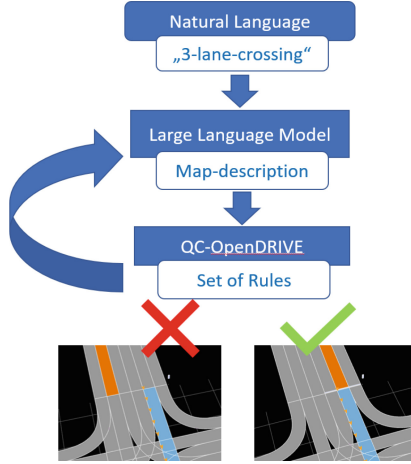 Natural Language
„3-lane-crossing“
Large Language Model
Map-description
QC-OpenDRIVE
Set of Rules